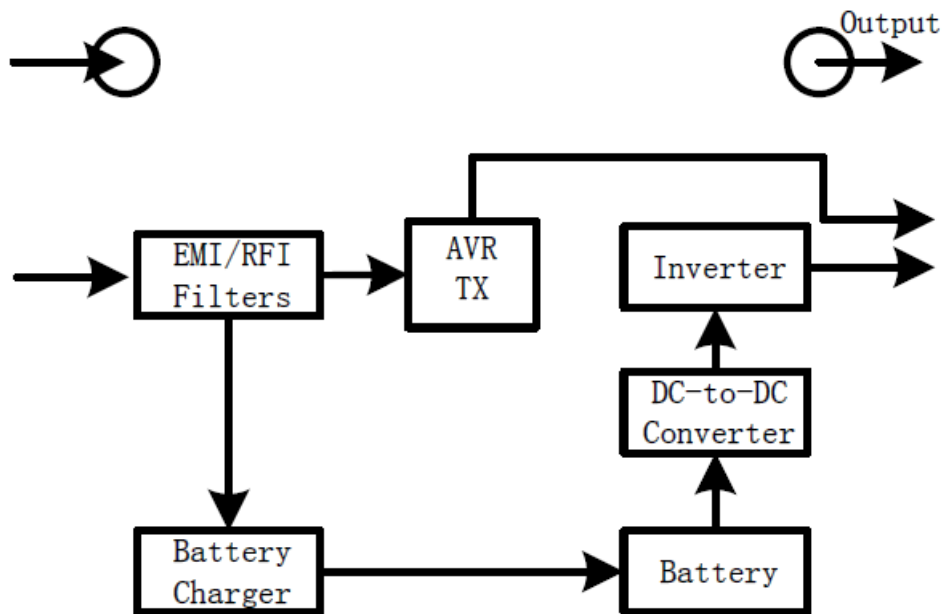 Output
EMI/RFI
Filters
AVR
TX
Inverter
DC-to-DC
Converter
Battery
Charger
Battery